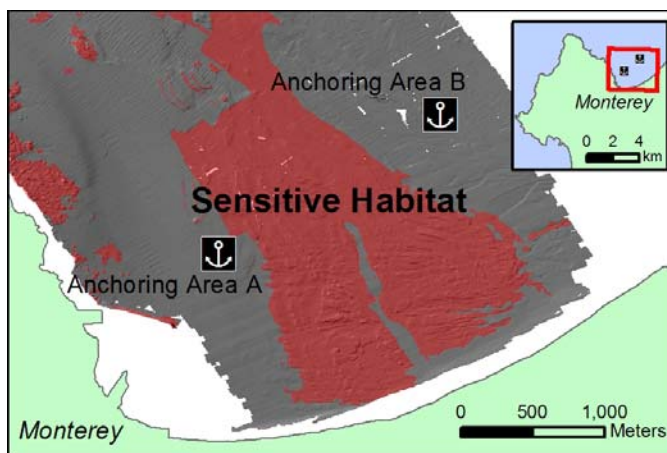 Anchoring Area B
Monterey
0 2 4
km
Sensitive Habitat
Anchoring Area A
Monterey
0 500 1,000
Meters